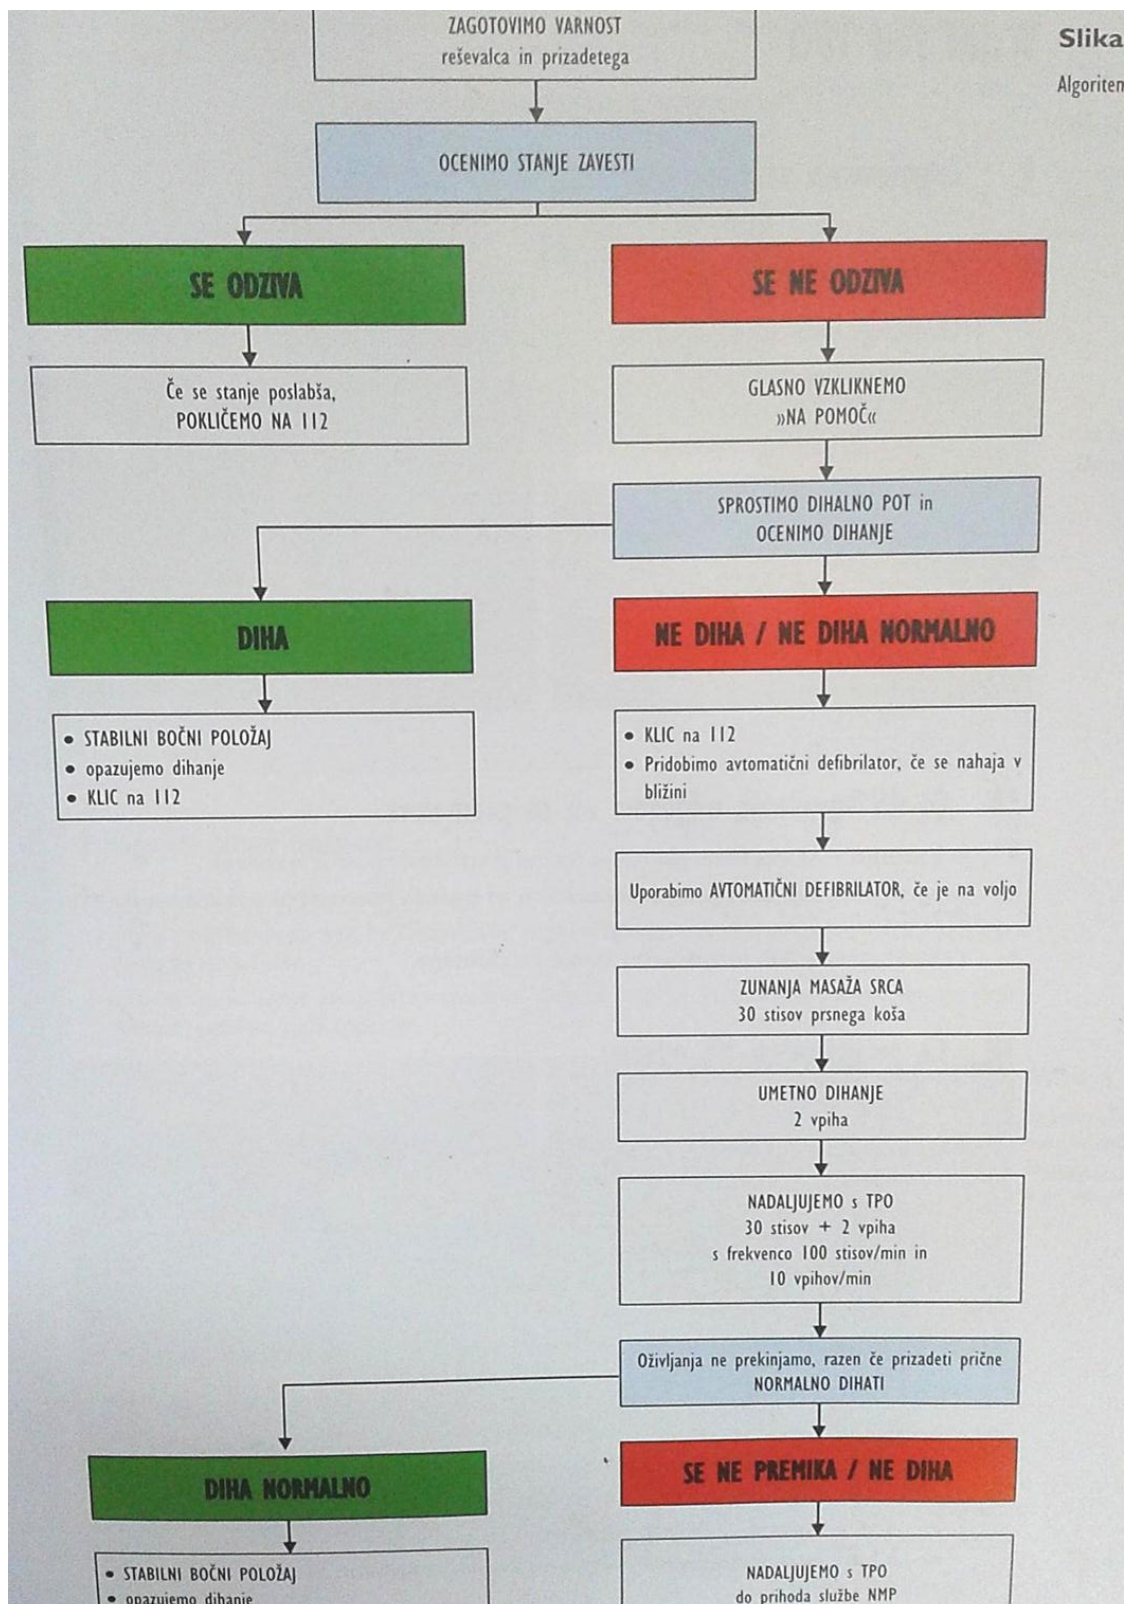 ZAGOTOVIMO VARNOST
reševalca in prizadetega
Slika
Algoritem
OCENIMO STANJE ZAVESTI
SE ODZIVA
SE NE ODZIVA
Če se stanje poslabša,
POKLIČEMO NA 112
GLASNO VZKLIKNEMO
»NA POMOČ«
SPROSTIMO DIHALNO POT in
OCENIMO DIHANJE
DIHA
NE DIHA / NE DIHA NORMALNO
• STABILNI BOČNI POLOŽAJ
• opazujemo dihanje
• KLIC na 112
• KLIC na 112
• Pridobimo avtomatični defibrilator, če se nahaja v
bližini
Uporabimo AVTOMATIČNI DEFIBRILATOR, če je na voljo
ZUNANJA MASAŽA SRCA
30 stisov prsnega koša
UMETNO DIHANJE
2 vpiha
NADALJUJEMO s TPO
30 stisov + 2 vpiha
s frekvenco 100 stisov/min in
10 vpihov/min
Oživljanja ne prekinjamo, razen če prizadeti prične
NORMALNO DIHATI
DIHA NORMALNO
SE NE PREMIKA / NE DIHA
• STABILNI BOČNI POLOŽAJ
• opazujemo dihanje
NADALJUJEMO s TPO
do prihoda službe NMP